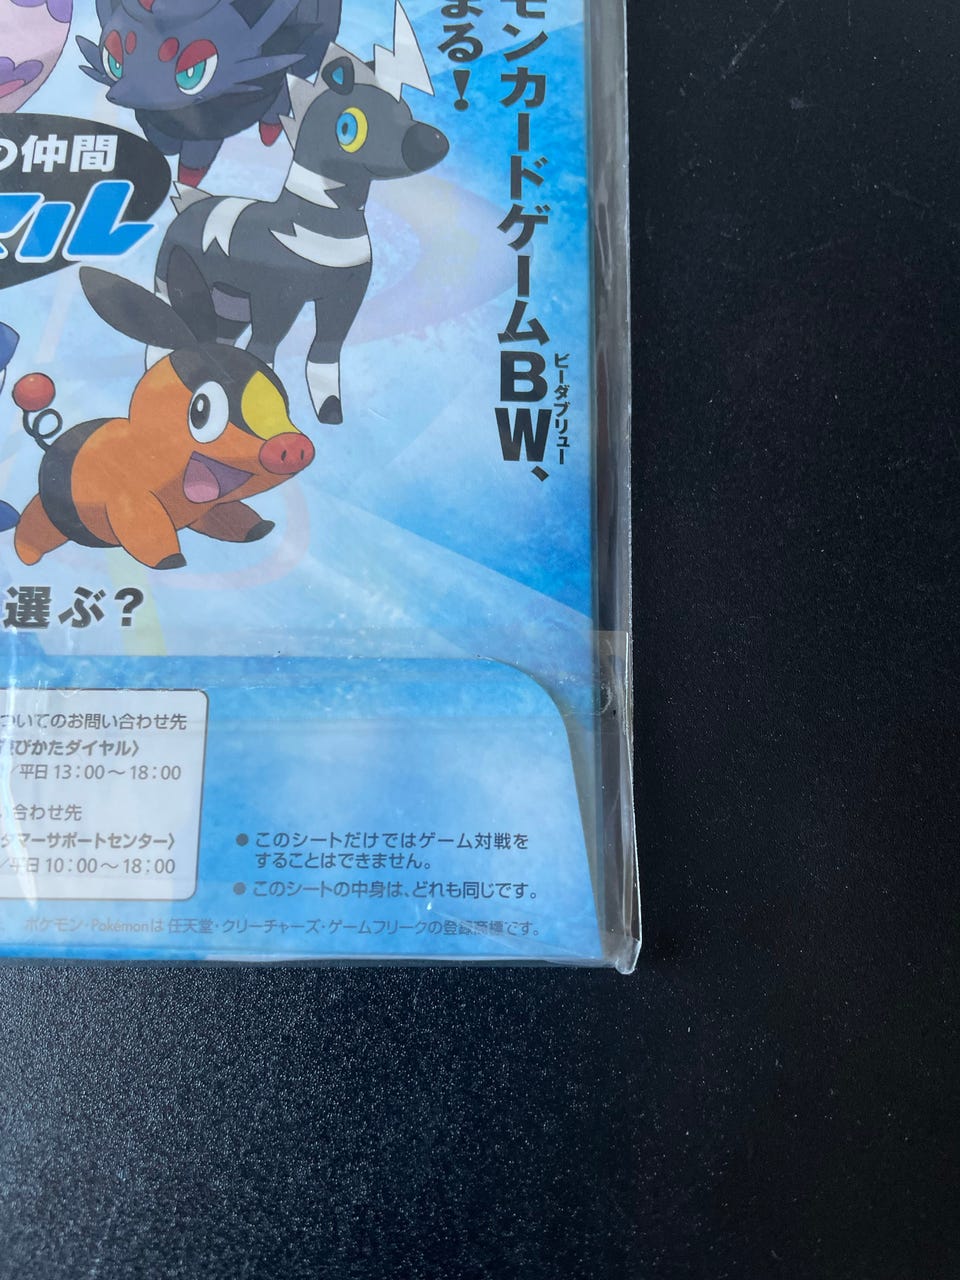 モンカードゲームBW、
ビーダブリュー
まる!
の仲間
マル
選ぶ?
ついてのお問い合わせ先
びかたダイヤル〉
/平日13:00～18:00
い合わせ先
タマーサポートセンター〉
/平日10:00～18:00
●このシートだけではゲーム対戦を
することはできません。
●このシートの中身は、どれも同じです。
ポケモン・Pokémonは 任天堂・クリーチャーズ・ゲームフリークの登録商標です。